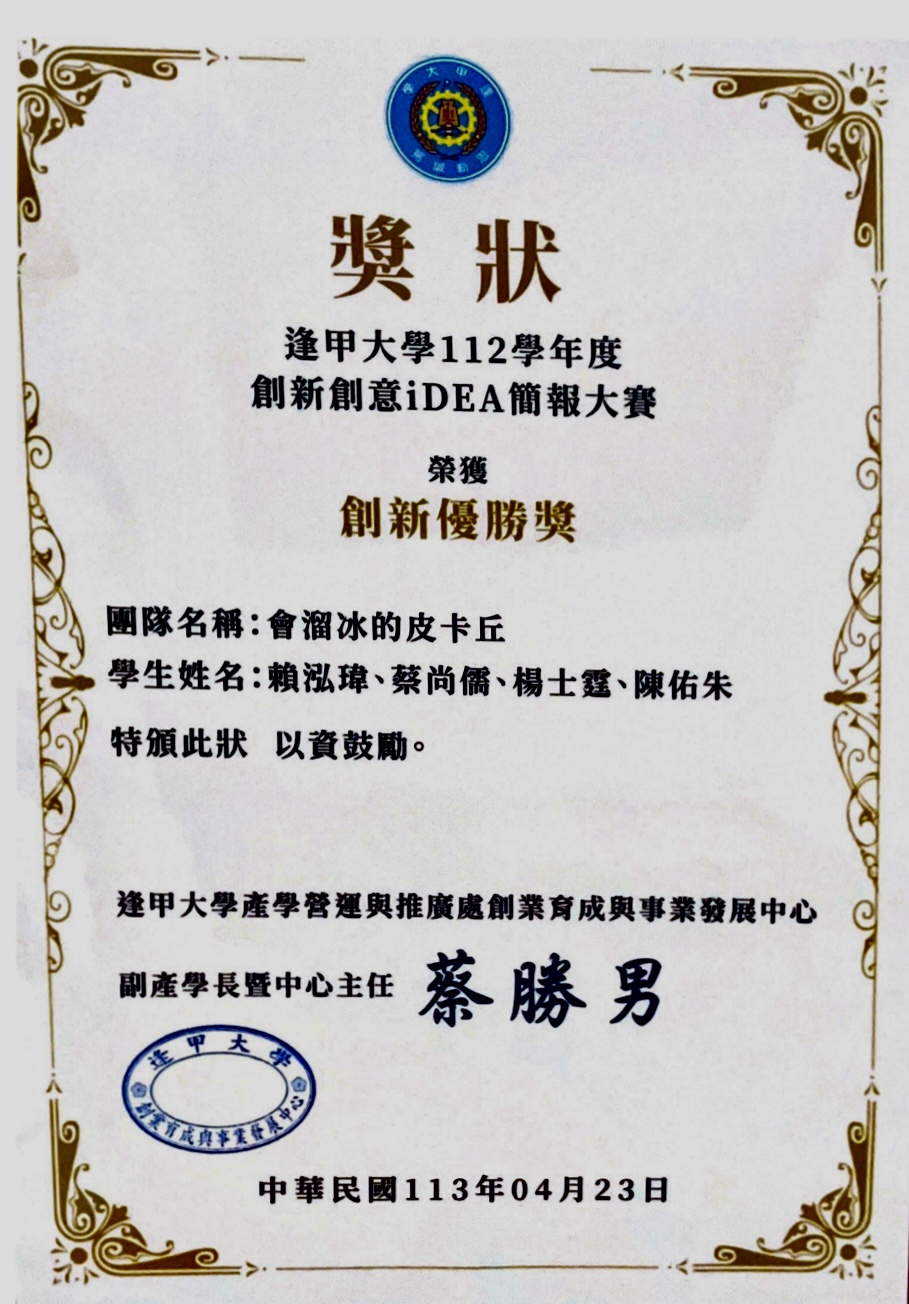 逢甲大學
忠勤誠篤
獎狀
逢甲大學112學年度
創新創意iDEA簡報大賽
榮獲
創新優勝獎
團隊名稱：會溜冰的皮卡丘
學生姓名：賴泓瑋、蔡尚儒、楊士霆、陳佑朱
特頒此狀 以資鼓勵。
逢甲大學產學營運與推廣處創業育成與事業發展中心
副產學長暨中心主任 蔡勝男
逢甲大學
創業育成與事業發展中心
中華民國113年04月23日